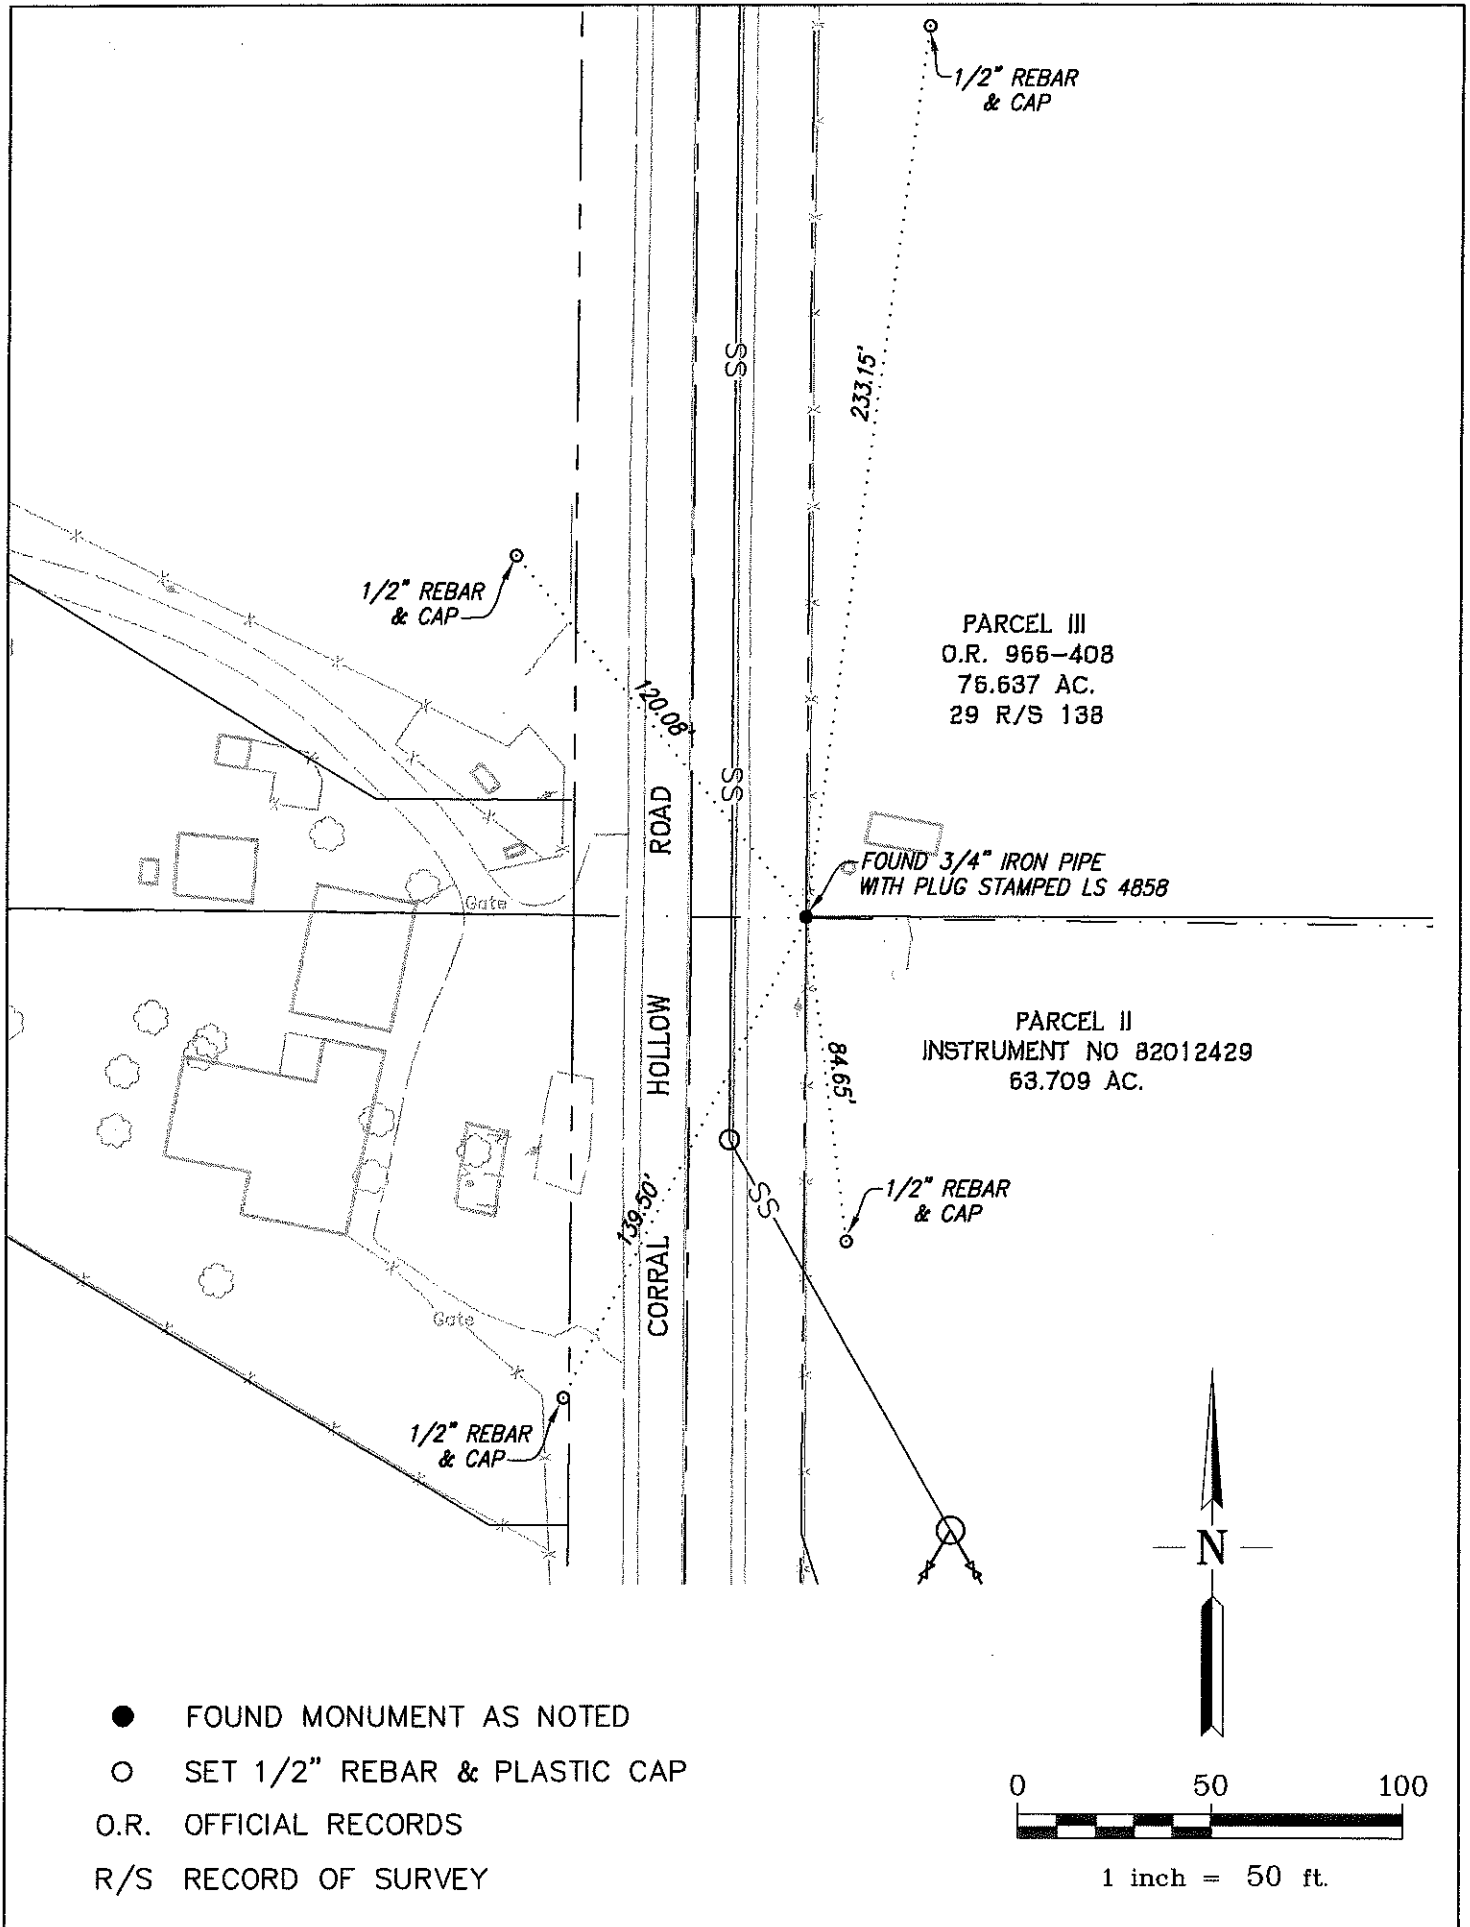 1/2" REBAR
& CAP
SS
233.15'
1/2" REBAR
& CAP
PARCEL III
O.R. 966-408
76.637 AC.
29 R/S 138
120.08'
SS
ROAD
FOUND 3/4" IRON PIPE
WITH PLUG STAMPED LS 4858
Gate
HOLLOW
PARCEL II
INSTRUMENT NO 82012429
63.709 AC.
84.65'
SS
1/2" REBAR
& CAP
139.50'
CORRAL
Gate
1/2" REBAR
& CAP
N
FOUND MONUMENT AS NOTED
SET 1/2" REBAR & PLASTIC CAP
O.R. OFFICIAL RECORDS
R/S RECORD OF SURVEY
0 50 100
1 inch = 50 ft.